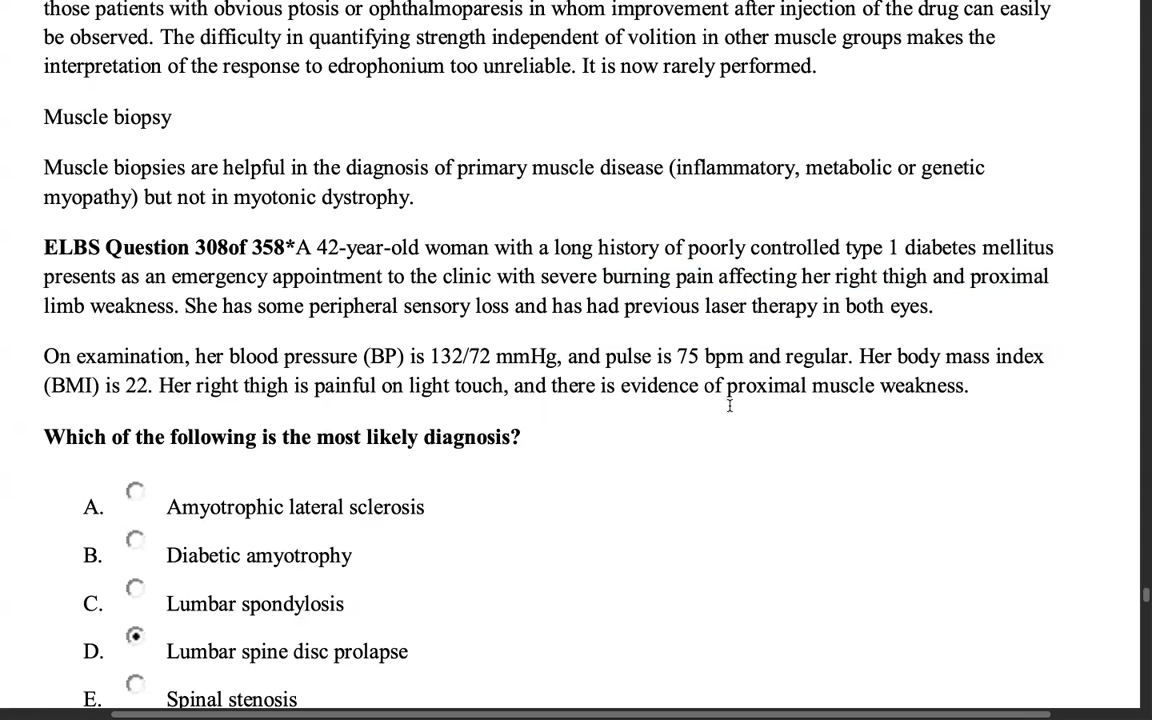 those patients with obvious ptosis or ophthalmoparesis in whom improvement after injection of the drug can easily
be observed. The difficulty in quantifying strength independent of volition in other muscle groups makes the
interpretation of the response to edrophonium too unreliable. It is now rarely performed.
Muscle biopsy
Muscle biopsies are helpful in the diagnosis of primary muscle disease (inflammatory, metabolic or genetic
myopathy) but not in myotonic dystrophy.
ELBS Question 308of 358*A 42-year-old woman with a long history of poorly controlled type 1 diabetes mellitus
presents as an emergency appointment to the clinic with severe burning pain affecting her right thigh and proximal
limb weakness. She has some peripheral sensory loss and has had previous laser therapy in both eyes.
On examination, her blood pressure (BP) is 132/72 mmHg, and pulse is 75 bpm and regular. Her body mass index
(BMI) is 22. Her right thigh is painful on light touch, and there is evidence of proximal muscle weakness.
Which of the following is the most likely diagnosis?
A. Amyotrophic lateral sclerosis
B. Diabetic amyotrophy
C. Lumbar spondylosis
D. Lumbar spine disc prolapse
E. Spinal stenosis